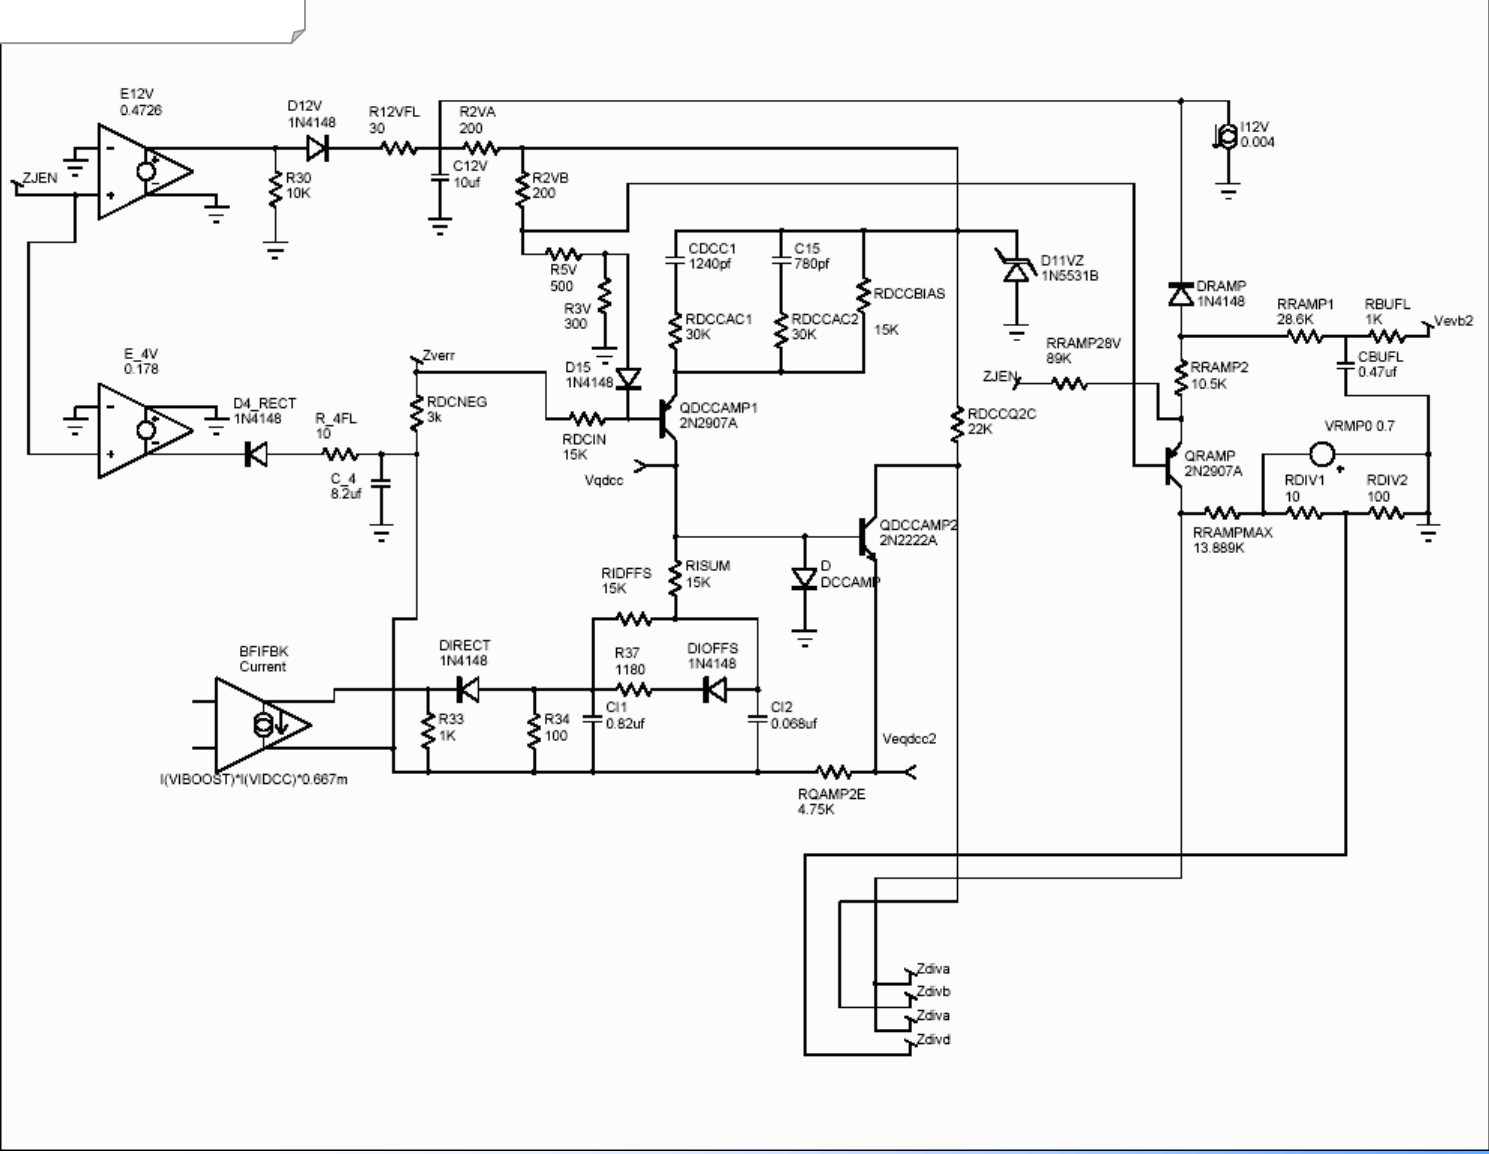 E12V
0.4726
D12V
1N4148
R12VFL
30
R2VA
200
I12V
0.004
ZJEN
R30
10K
C12V
10uf
R2VB
200
CDCC1
1240pf
C15
780pf
D11VZ
1N5531B
R5V
500
R3V
300
RDCCBIAS
15K
DRAMP
1N4148
RRAMP1
28.6K
RBUFL
1K
Vevb2
RDCCAC1
30K
RDCCAC2
30K
RRAMP28V
89K
CBUFL
0.47uf
E_4V
0.178
Zverr
D15
1N4148
ZJEN
RRAMP2
10.5K
D4_RECT
1N4148
R_4FL
10
RDCNEG
3k
QDCCAMP1
2N2907A
RDCCQ2C
22K
VRMP0 0.7
RDCIN
15K
QRAMP
2N2907A
C_4
8.2uf
Vqdcc
RDIV1
10
RDIV2
100
QDCCAMP2
2N2222A
RRAMPMAX
13.889K
RIDFFS
15K
RISUM
15K
D
DCCAMP
BFIFBK
Current
DIRECT
1N4148
R37
1180
DIOFFS
1N4148
R33
1K
R34
100
CI1
0.82uf
CI2
0.068uf
Veqdcc2
I(VIBOOST)*I(VIDCC)*0.667m
RQAMP2E
4.75K
Zdiva
Zdivb
Zdiva
Zdivd